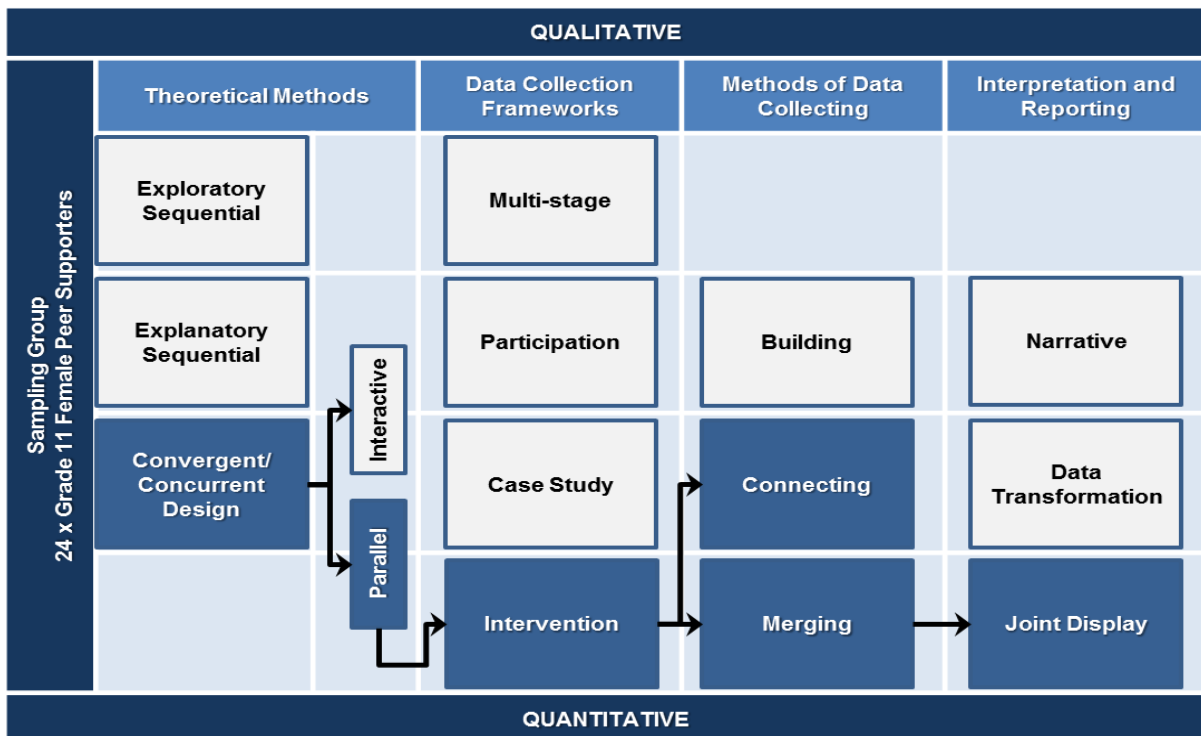 QUALITATIVE
Sampling Group
24 x Grade 11 Female Peer Supporters
Theoretical Methods
Data Collection
Frameworks
Methods of Data
Collecting
Interpretation and
Reporting
Exploratory
Sequential
Multi-stage
Explanatory
Sequential
Interactive
Participation
Building
Narrative
Convergent/
Concurrent
Design
Parallel
Case Study
Connecting
Data
Transformation
Intervention
Merging
Joint Display
QUANTITATIVE